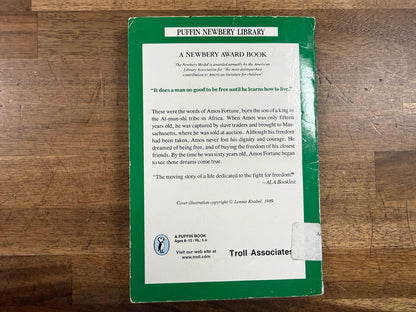 PUFFIN NEWBERY LIBRARY
A NEWBERY AWARD BOOK
The Newbery Medal is awarded annually by the American
Library Association for "the most distinguished
contribution to American literature for children"
"It does a man no good to be free until he learns how to live."
These were the words of Amos Fortune, born the son of a king in
the At-mun-shi tribe in Africa. When Amos was only fifteen
years old, he was captured by slave traders and brought to Mas-
sachusetts, where he was sold at auction. Although his freedom
had been taken, Amos never lost his dignity and courage. He
dreamed of being free, and of buying the freedom of his closest
friends. By the time he was sixty years old, Amos Fortune began
to see those dreams come true.
"The moving story of a life dedicated to the fight for freedom."
—ALA Booklist
Cover illustration copyright © Lonnie Knabel, 1989
A PUFFIN BOOK
Ages 8-12 / RL: 5.4
Visit our web site at
www.troll.com
Troll Associates